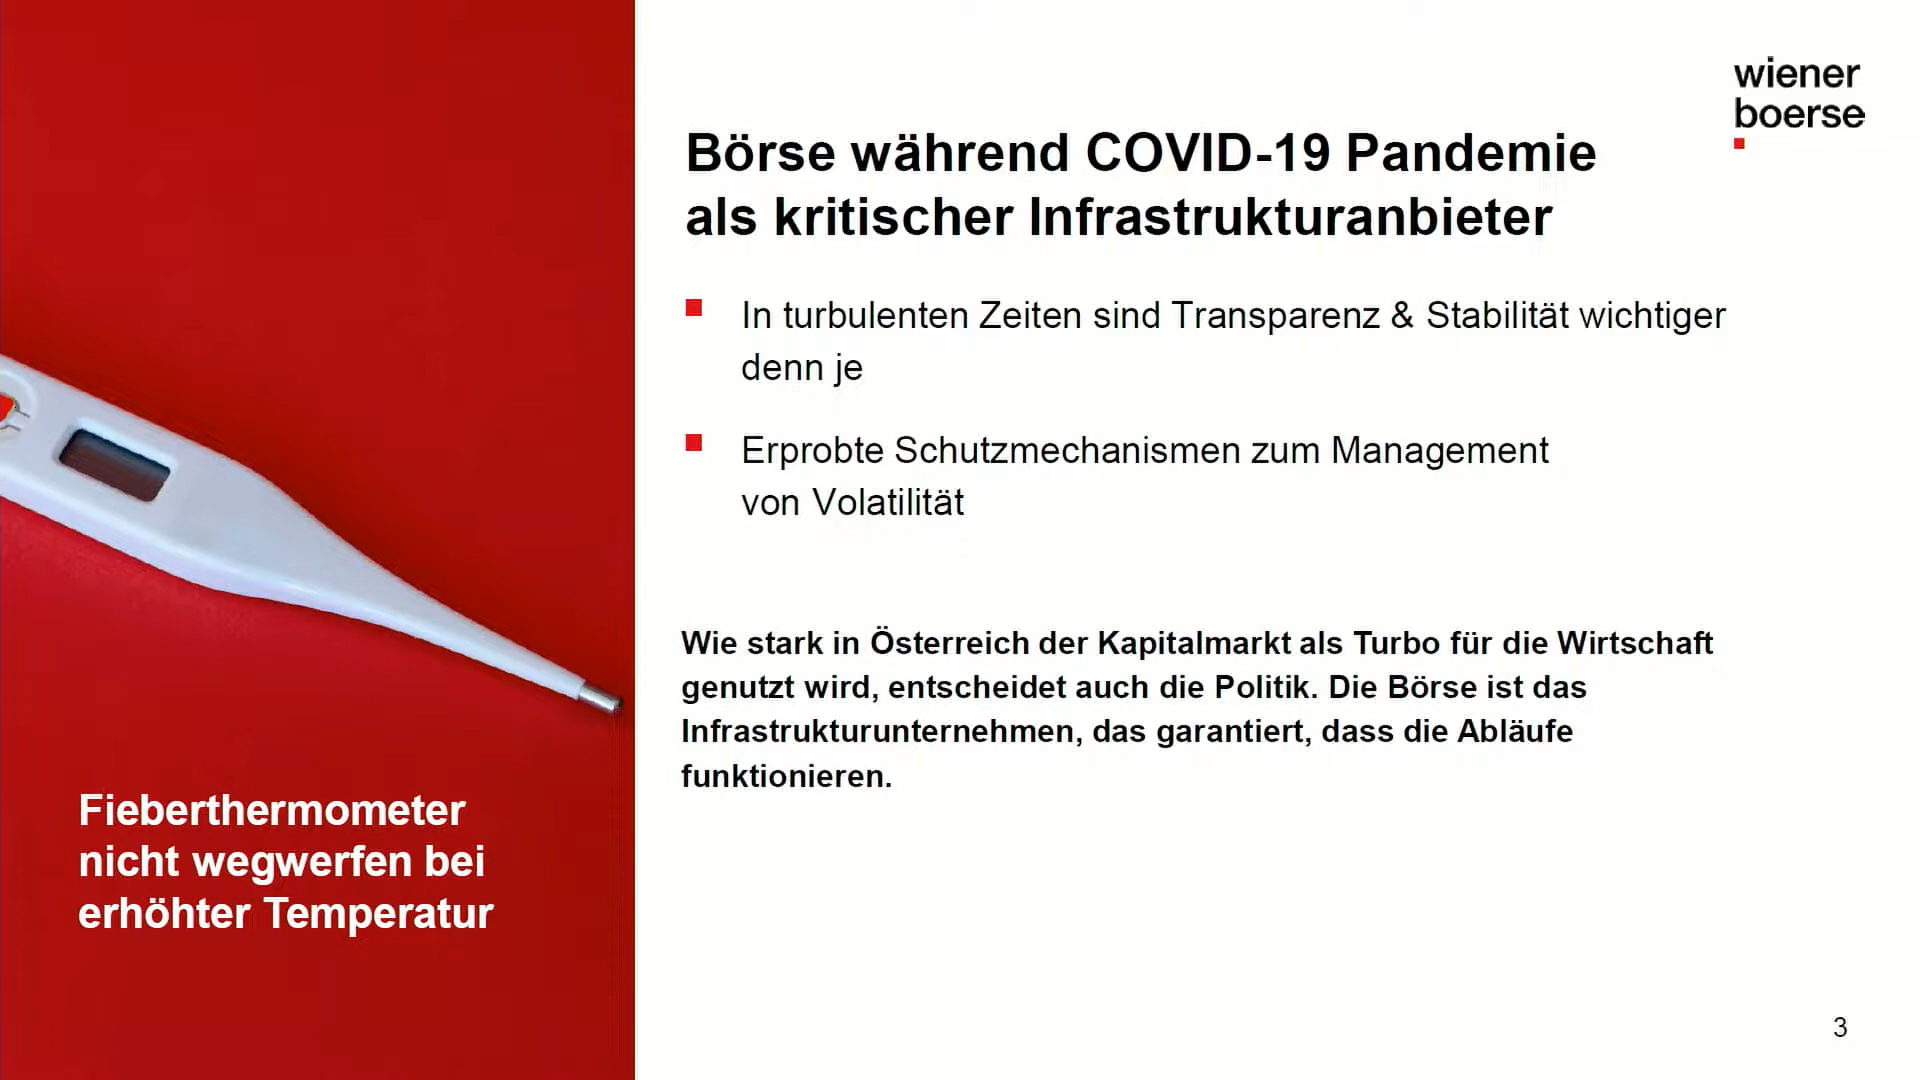 wiener
boerse
Börse während COVID-19 Pandemie
als kritischer Infrastrukturanbieter
In turbulenten Zeiten sind Transparenz & Stabilität wichtiger
denn je
Erprobte Schutzmechanismen zum Management
von Volatilität
Wie stark in Österreich der Kapitalmarkt als Turbo für die Wirtschaft
genutzt wird, entscheidet auch die Politik. Die Börse ist das
Infrastrukturunternehmen, das garantiert, dass die Abläufe
funktionieren.
Fieberthermometer
nicht wegwerfen bei
erhöhter Temperatur
3